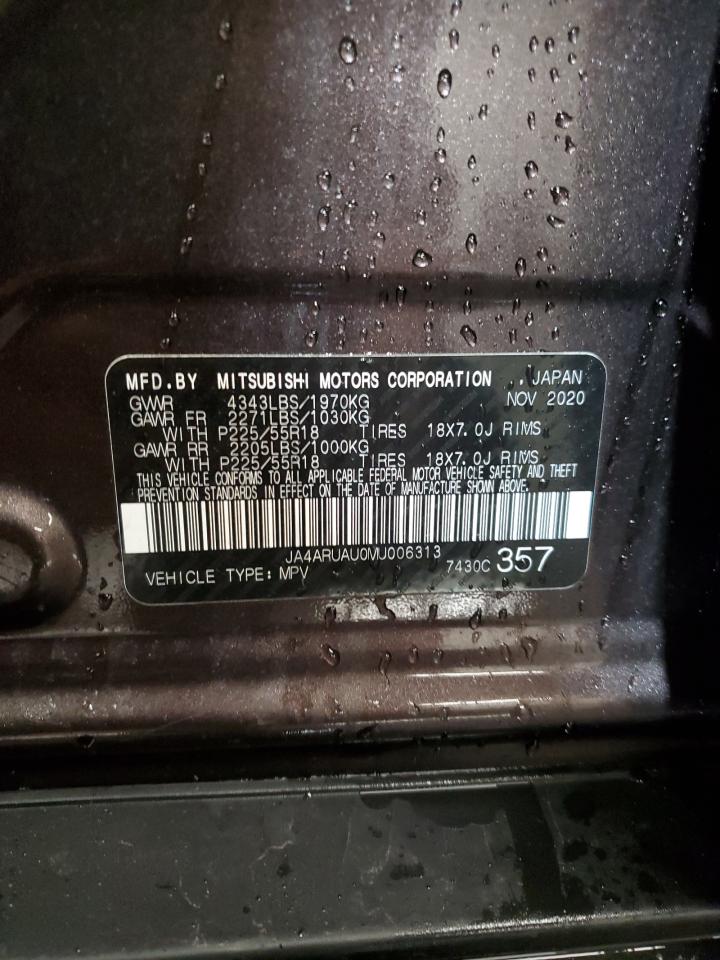 MFD.BY MITSUBISHI MOTORS CORPORATION , JAPAN
GVWR 4343LBS/1970KG NOV 2020
GAWR FR 2271LBS/1030KG
WITH P225/55R18 TIRES 18X7.0J RIMS
GAWR RR 2205LBS/1000KG
WITH P225/55R18 TIRES 18X7.0J RIMS
THIS VEHICLE CONFORMS TO ALL APPLICABLE FEDERAL MOTOR VEHICLE SAFETY AND THEFT
PREVENTION STANDARDS IN EFFECT ON THE DATE OF MANUFACTURE SHOWN ABOVE.
JA4ARUAU0MU006313
VEHICLE TYPE: MPV 7430C 357